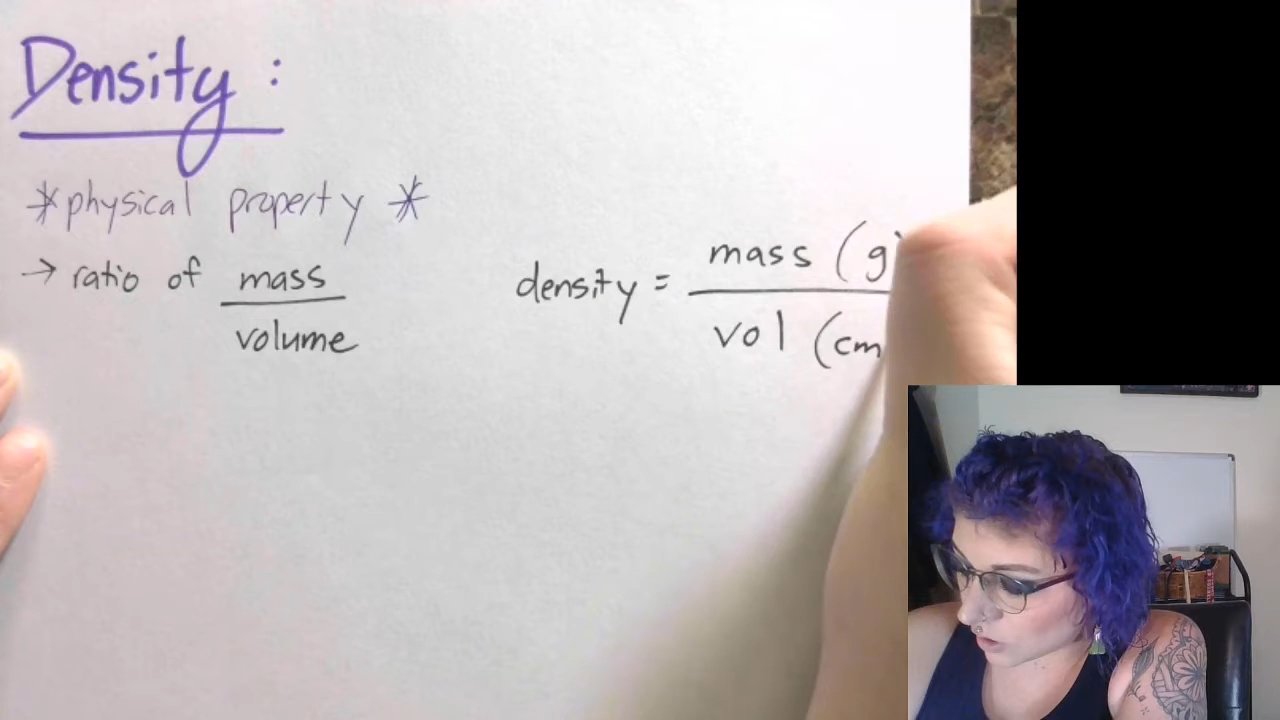 Density :
*physical property *
→ ratio of mass
volume
density = mass (g)
vol (cm